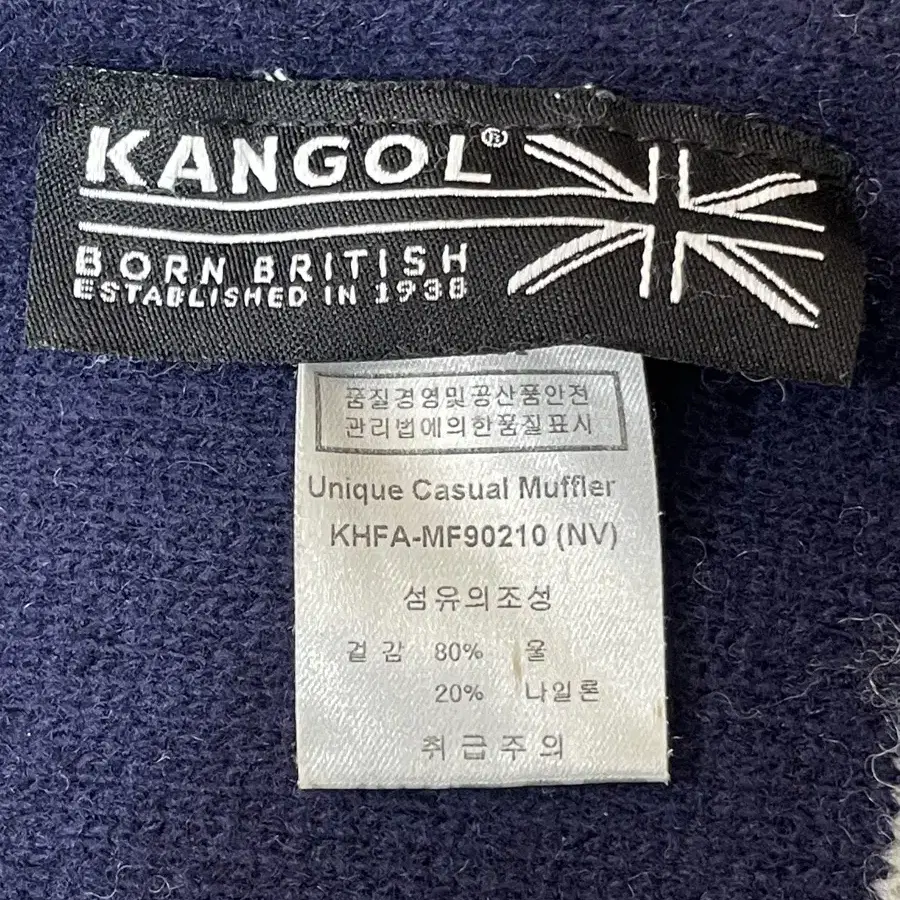 KANGOL®
BORN BRITISH
ESTABLISHED IN 1938
품질경영및공산품안전
관리법에의한품질표시
Unique Casual Muffler
KHFA-MF90210 (NV)
섬유의조성
겉감 80% 울
20% 나일론
취급주의